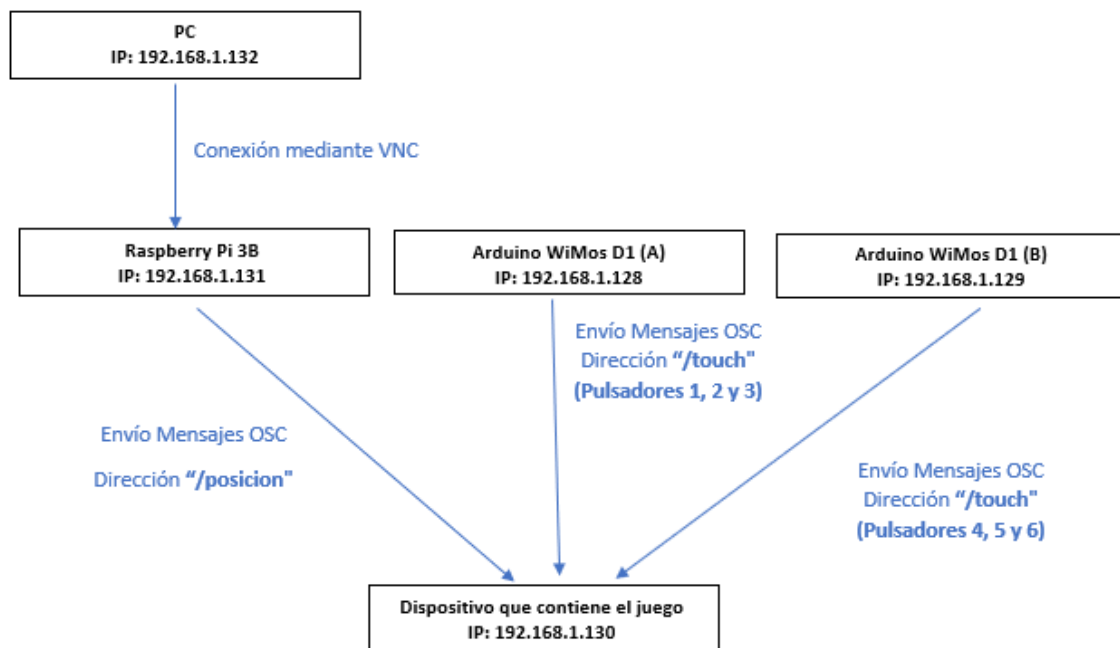 PC
IP: 192.168.1.132
Conexión mediante VNC
Raspberry Pi 3B
IP: 192.168.1.131
Arduino WiMos D1 (A)
IP: 192.168.1.128
Arduino WiMos D1 (B)
IP: 192.168.1.129
Envío Mensajes OSC
Dirección “/touch"
(Pulsadores 1, 2 y 3)
Envío Mensajes OSC
Dirección “/posicion"
Envío Mensajes OSC
Dirección “/touch"
(Pulsadores 4, 5 y 6)
Dispositivo que contiene el juego
IP: 192.168.1.130